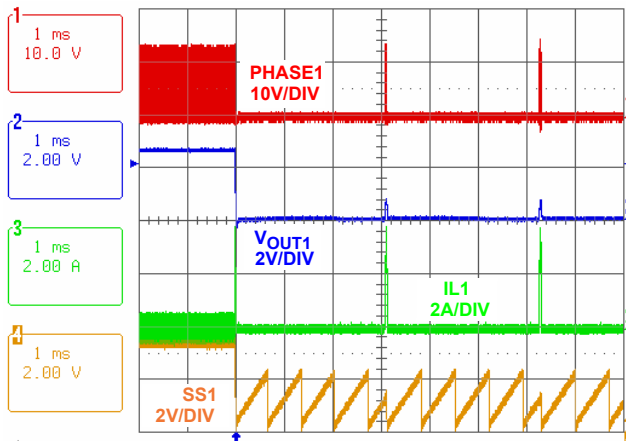 1
1 ms
10.0 V
2
1 ms
2.00 V
3
1 ms
2.00 A
4
1 ms
2.00 V
PHASE1
10V/DIV
VOUT1
2V/DIV
IL1
2A/DIV
SS1
2V/DIV